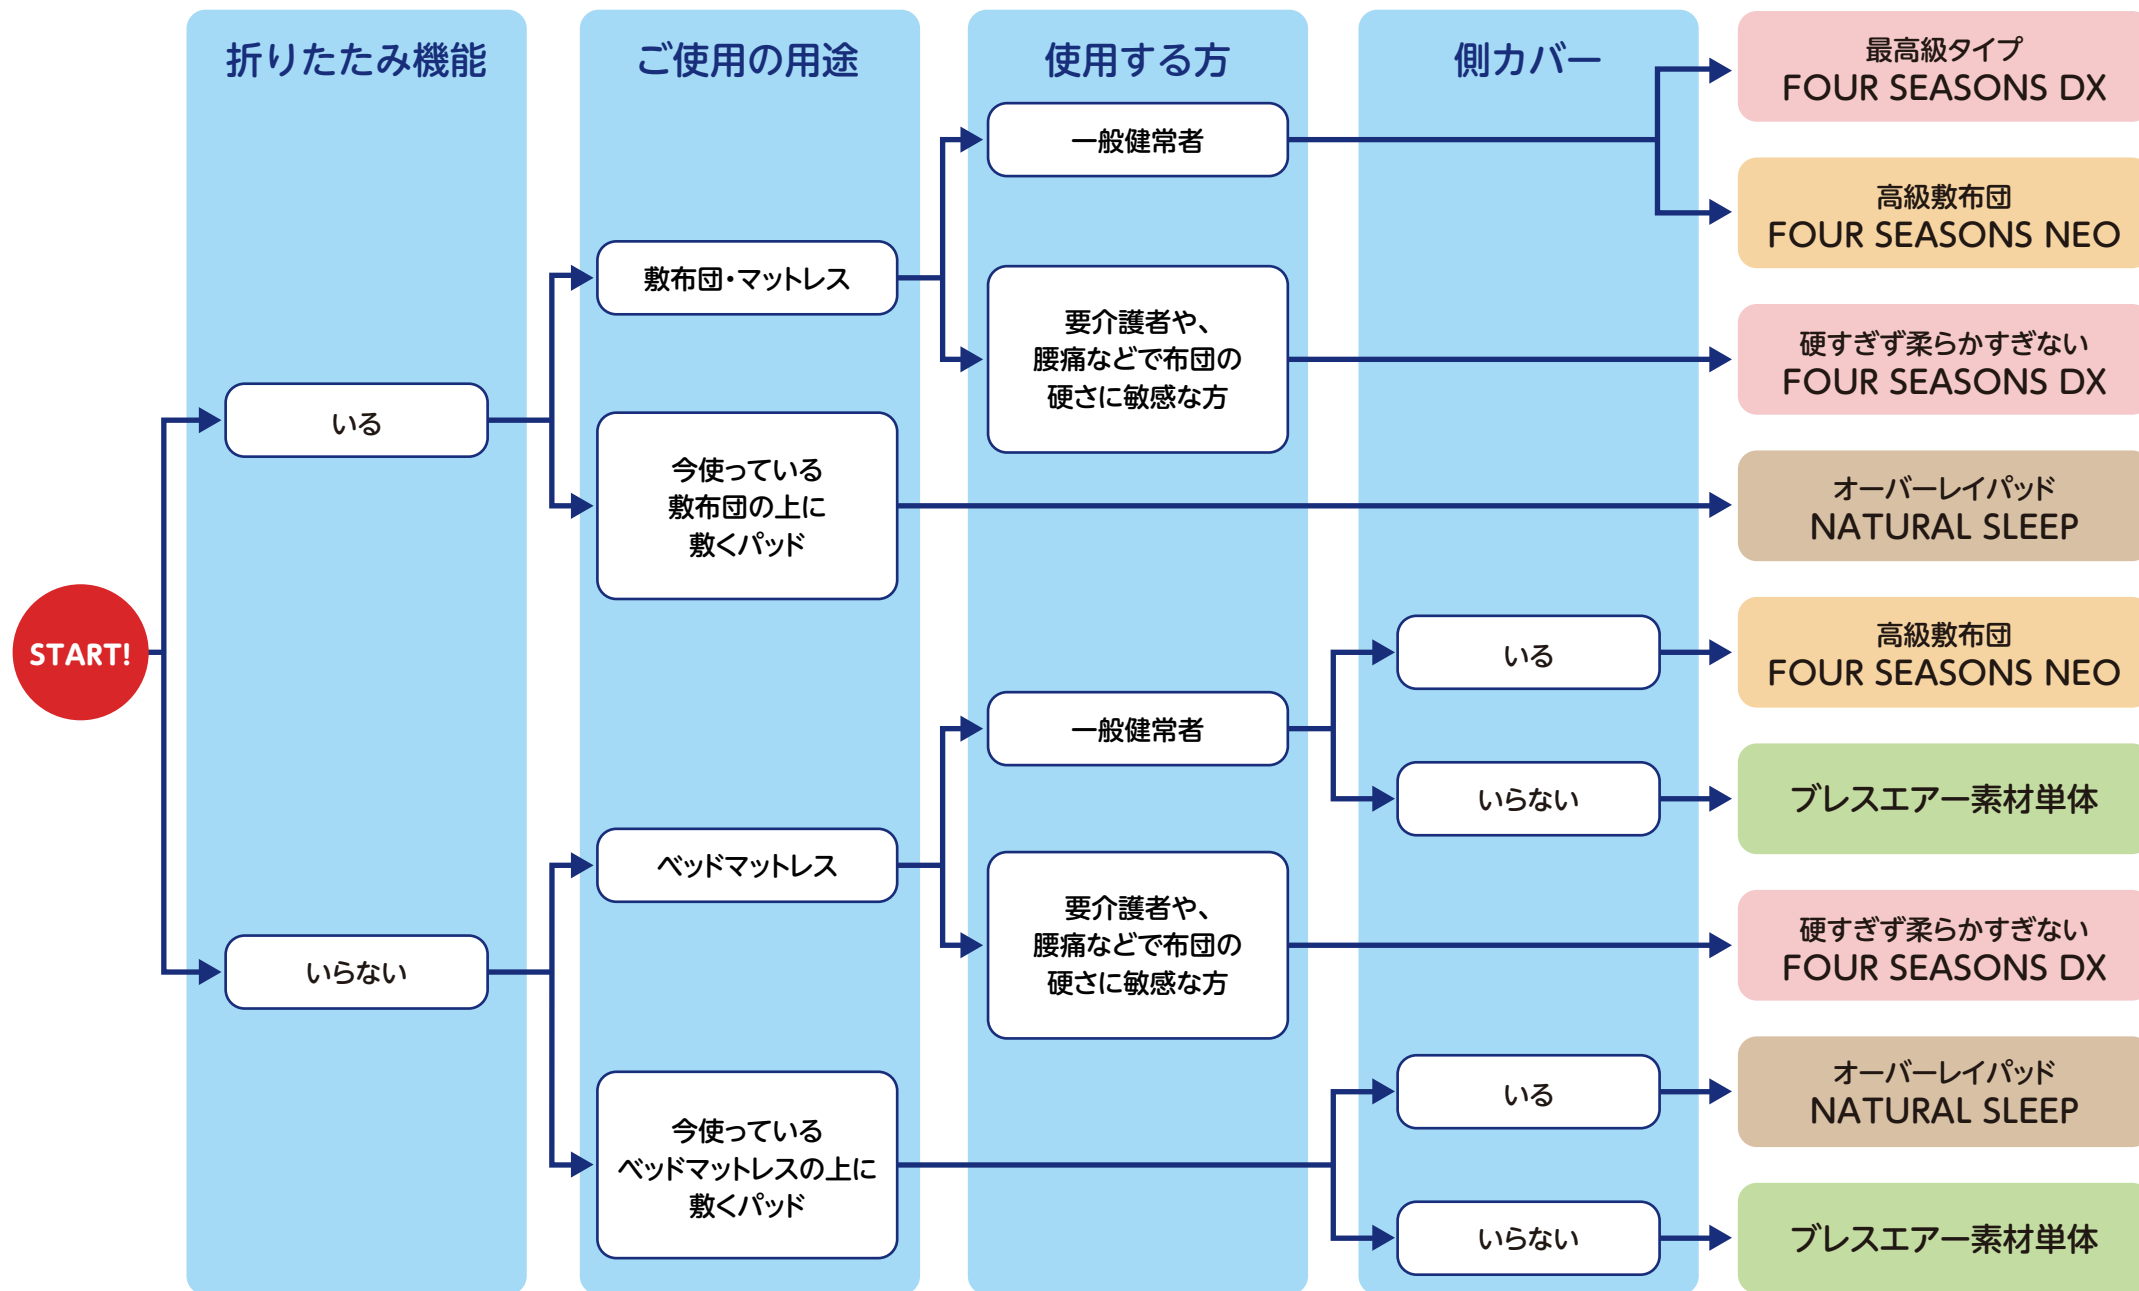 折りたたみ機能
ご使用の用途
使用する方
側カバー
START!
いる
いらない
敷布団・マットレス
今使っている
敷布団の上に
敷くパッド
ベッドマットレス
今使っている
ベッドマットレスの上に
敷くパッド
一般健常者
要介護者や、
腰痛などで布団の
硬さに敏感な方
一般健常者
要介護者や、
腰痛などで布団の
硬さに敏感な方
いる
いらない
いる
いらない
最高級タイプ
FOUR SEASONS DX
高級敷布団
FOUR SEASONS NEO
硬すぎず柔らかすぎない
FOUR SEASONS DX
オーバーレイパッド
NATURAL SLEEP
高級敷布団
FOUR SEASONS NEO
ブレスエアー素材単体
硬すぎず柔らかすぎない
FOUR SEASONS DX
オーバーレイパッド
NATURAL SLEEP
ブレスエアー素材単体